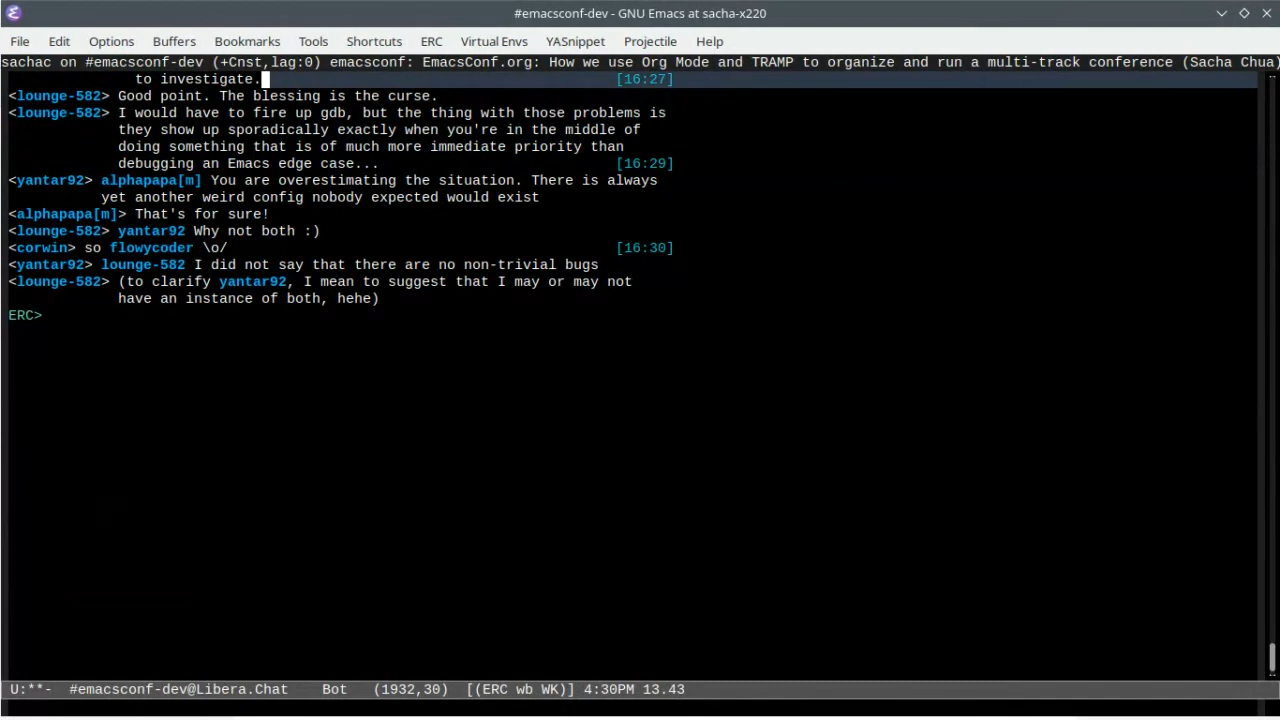 #emacsconf-dev - GNU Emacs at sacha-x220
File Edit Options Buffers Bookmarks Tools Shortcuts ERC Virtual Envs YASnippet Projectile Help
sachac on #emacsconf-dev (+Cnst,lag:0) emacsconf: EmacsConf.org: How we use Org Mode and TRAMP to organize and run a multi-track conference (Sacha Chua)
to investigate. [16:27]
<lounge-582> Good point. The blessing is the curse.
<lounge-582> I would have to fire up gdb, but the thing with those problems is
they show up sporadically exactly when you're in the middle of
doing something that is of much more immediate priority than
debugging an Emacs edge case... [16:29]
<yantar92> alphapapa[m] You are overestimating the situation. There is always
yet another weird config nobody expected would exist
<alphapapa[m]> That's for sure!
<lounge-582> yantar92 Why not both :)
<corwin> so flowycoder \o/ [16:30]
<yantar92> lounge-582 I did not say that there are no non-trivial bugs
<lounge-582> (to clarify yantar92, I mean to suggest that I may or may not
have an instance of both, hehe)
ERC>
U:**- #emacsconf-dev@Libera.Chat Bot (1932,30) [(ERC wb WK)] 4:30PM 13.43